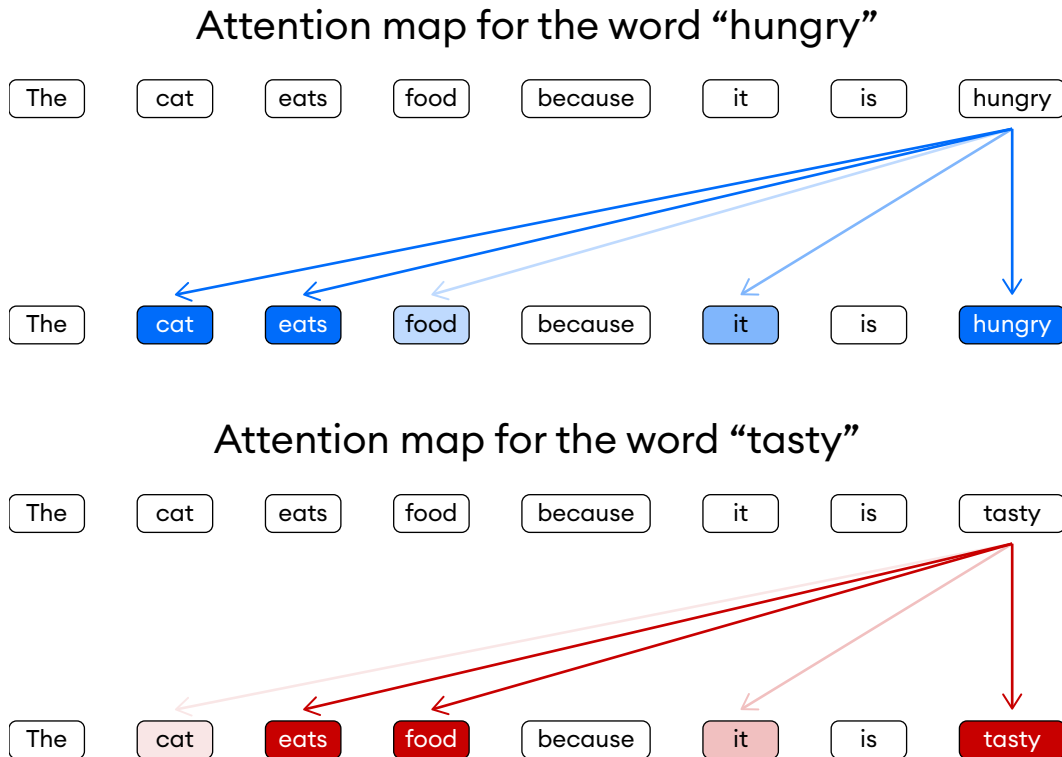 Attention map for the word “hungry”
The cat eats food because it is hungry
The cat eats food because it is hungry
Attention map for the word “tasty”
The cat eats food because it is tasty
The cat eats food because it is tasty